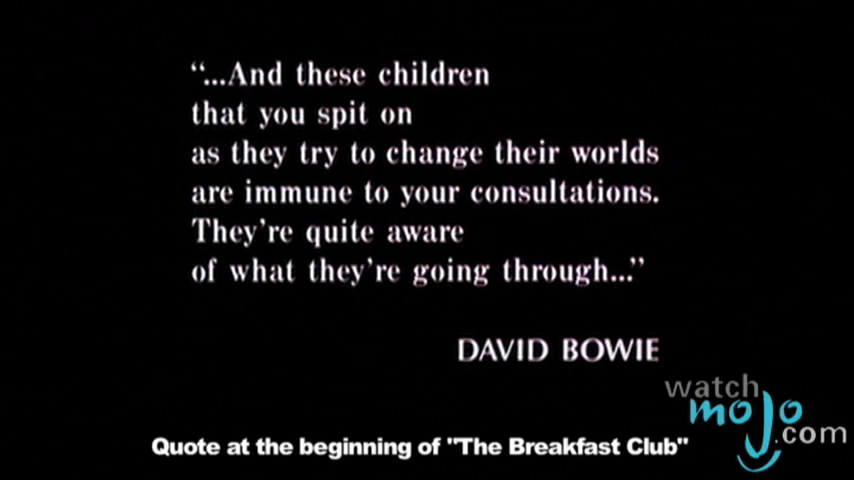 “...And these children
that you spit on
as they try to change their worlds
are immune to your consultations.
They’re quite aware
of what they’re going through...”
DAVID BOWIE
watch
mojo
.com
Quote at the beginning of "The Breakfast Club"